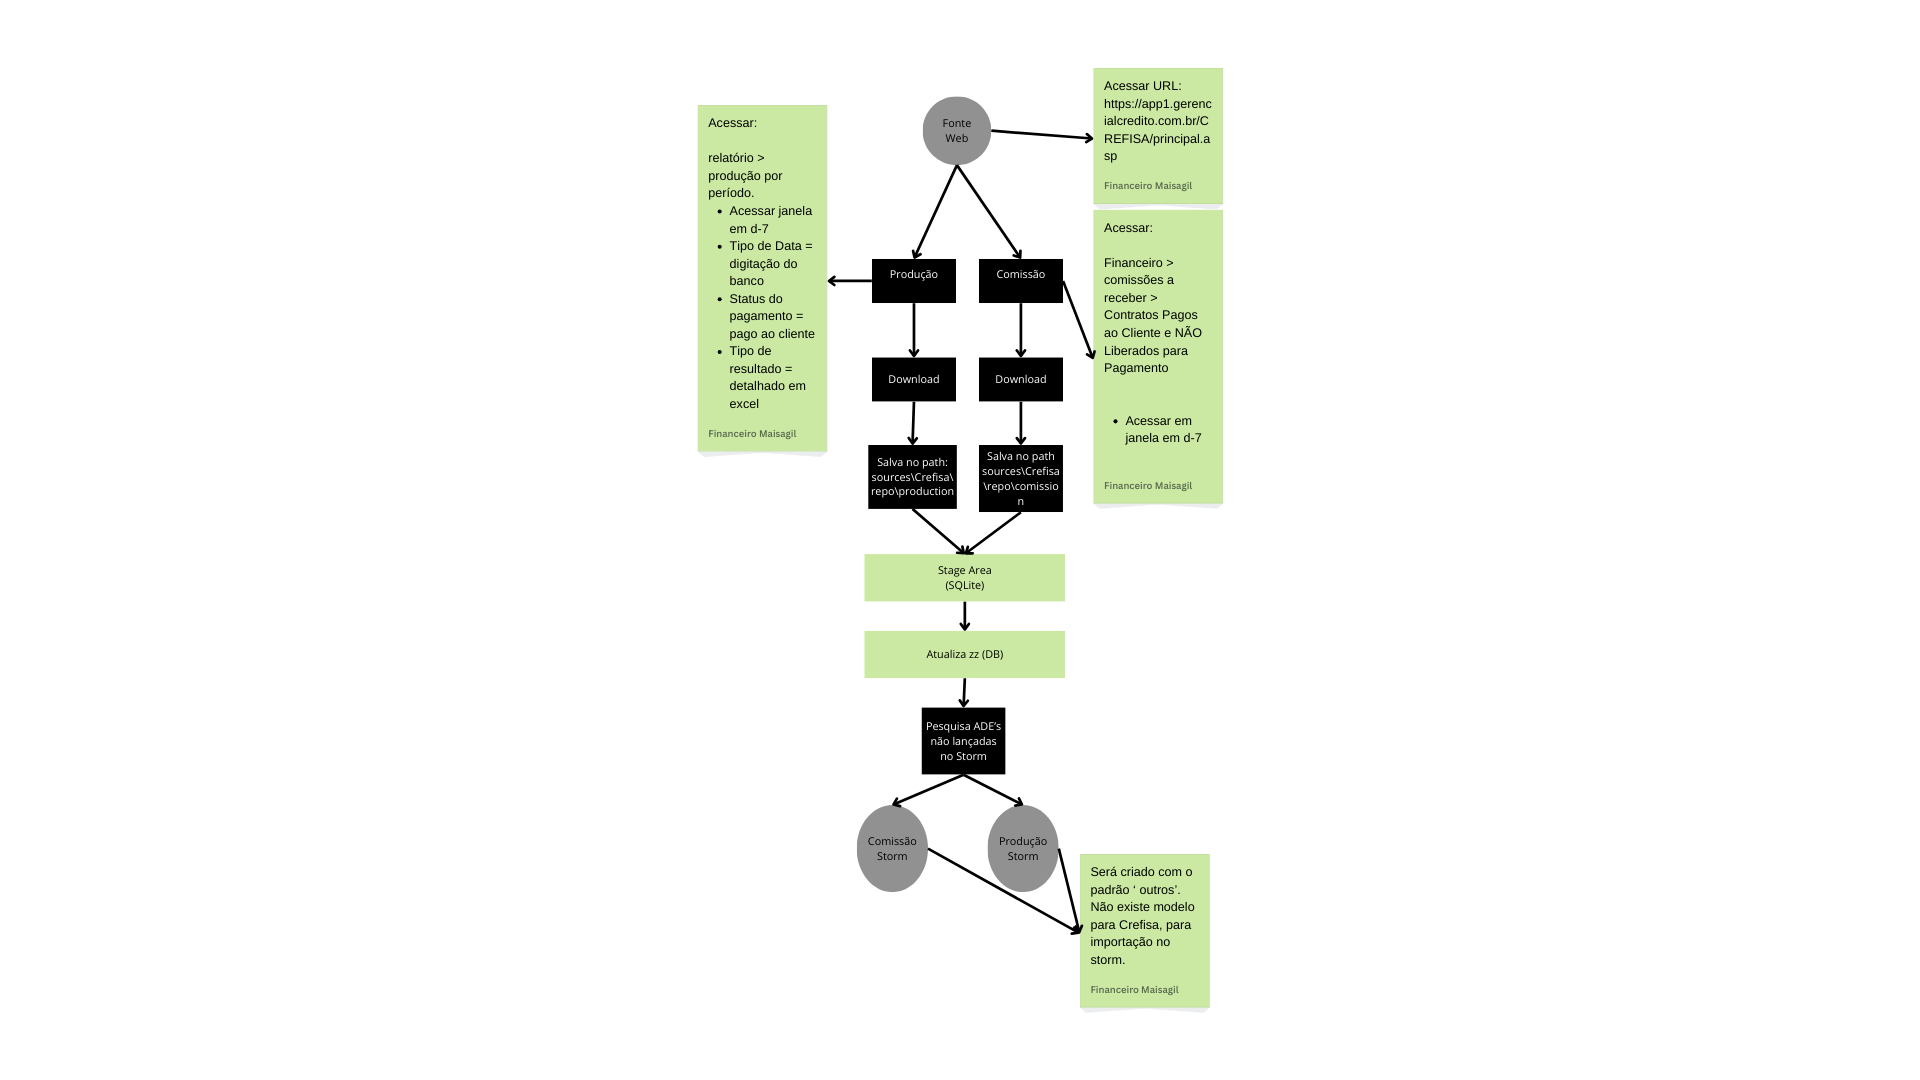 Acessar URL:
https://app1.gerenc
ialcredito.com.br/C
REFISA/principal.a
sp
Financeiro Maisagil
Fonte
Web
Acessar:
relatório >
produção por
período.
• Acessar janela
em d-7
• Tipo de Data =
digitação do
banco
• Status do
pagamento =
pago ao cliente
• Tipo de
resultado =
detalhado em
excel
Financeiro Maisagil
Produção
Comissão
Acessar:
Financeiro >
comissões a
receber >
Contratos Pagos
ao Cliente e NÃO
Liberados para
Pagamento
• Acessar em
janela em d-7
Financeiro Maisagil
Download
Download
Salva no path:
sources\Crefisa\
repo\production
Salva no path
sources\Crefisa
\repo\comissio
n
Stage Area
(SQLite)
Atualiza zz (DB)
Pesquisa ADE's
não lançadas
no Storm
Comissão
Storm
Produção
Storm
Será criado com o
padrão ‘ outros’.
Não existe modelo
para Crefisa, para
importação no
storm.
Financeiro Maisagil